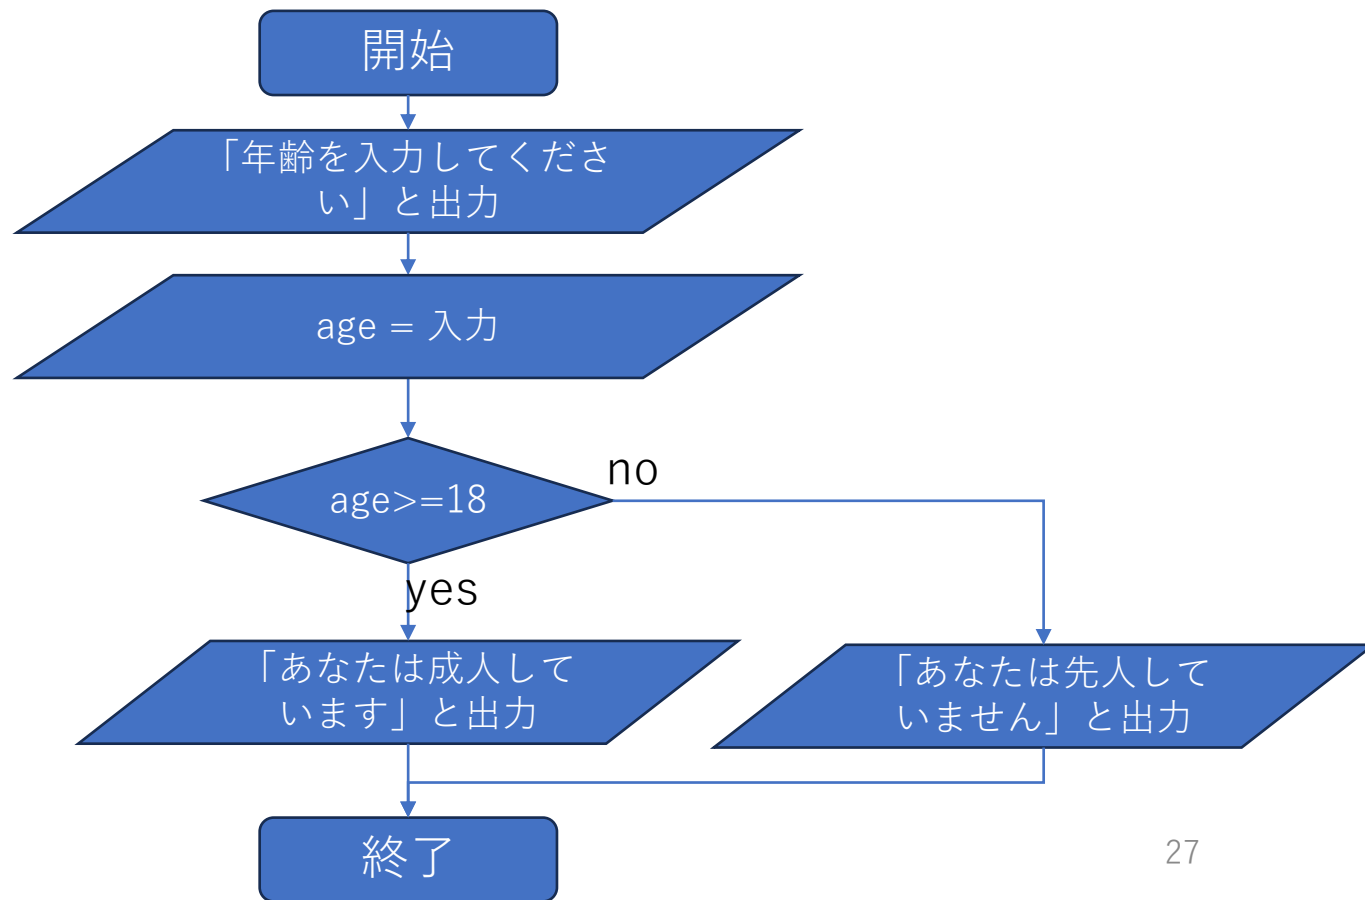 開始
「年齢を入力してくださ
い」と出力
age = 入力
age>=18
no
yes
「あなたは成人して
います」と出力
「あなたは先人して
いません」と出力
終了
27